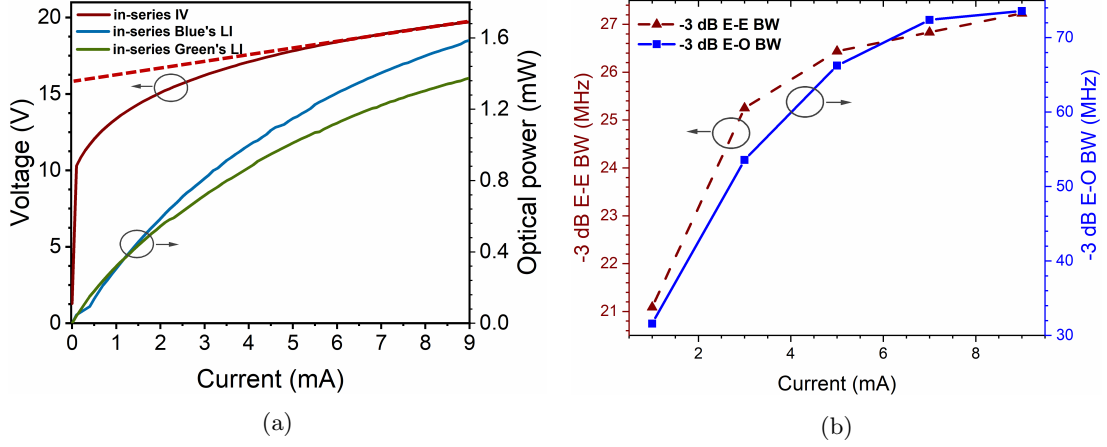 in-series IV
in-series Blue's LI
in-series Green's LI
20
15
10
5
0
Voltage (V)
1.6
1.2
0.8
0.4
0.0
Optical power (mW)
0 1 2 3 4 5 6 7 8 9
Current (mA)
(a)
-3 dB E-E BW
-3 dB E-O BW
27
26
25
24
23
22
21
-3 dB E-E BW (MHz)
70
60
50
40
30
-3 dB E-O BW (MHz)
2 4 6 8
Current (mA)
(b)